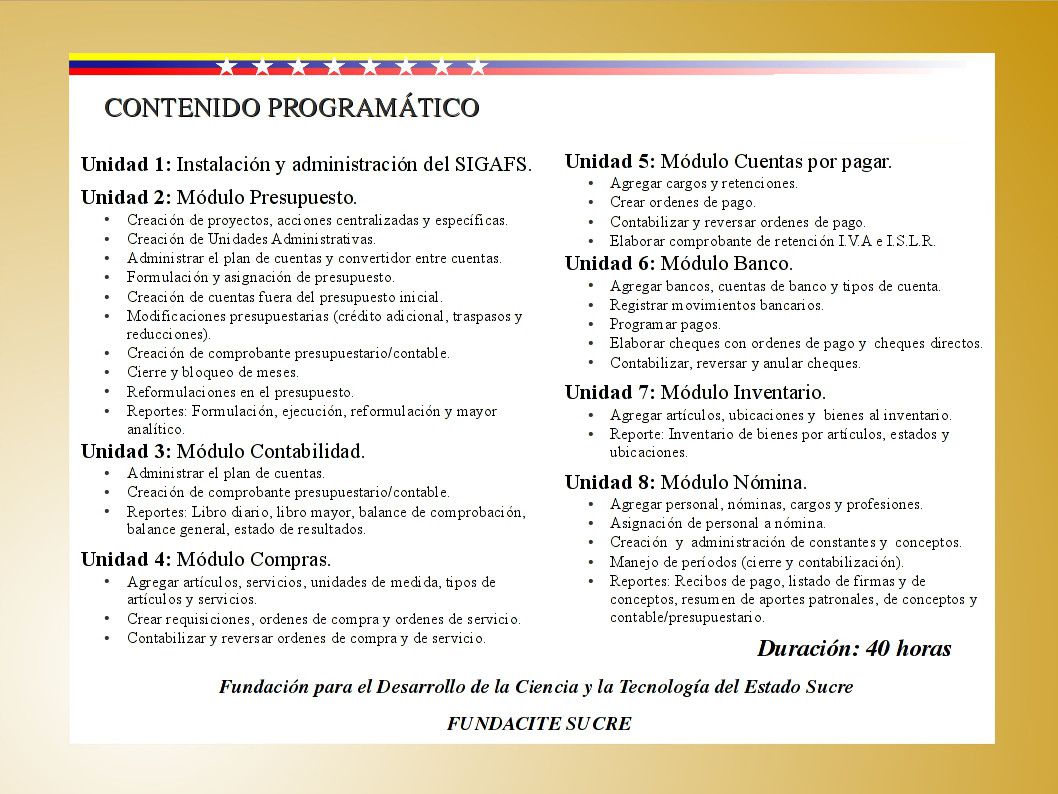 CONTENIDO PROGRAMÁTICO
Unidad 1: Instalación y administración del SIGAFS.
Unidad 2: Módulo Presupuesto.
• Creación de proyectos, acciones centralizadas y específicas.
• Creación de Unidades Administrativas.
• Administrar el plan de cuentas y convertidor entre cuentas.
• Formulación y asignación de presupuesto.
• Creación de cuentas fuera del presupuesto inicial.
• Modificaciones presupuestarias (crédito adicional, traspasos y
reducciones).
• Creación de comprobante presupuestario/contable.
• Cierre y bloqueo de meses.
• Reformulaciones en el presupuesto.
• Reportes: Formulación, ejecución, reformulación y mayor
analítico.
Unidad 3: Módulo Contabilidad.
• Administrar el plan de cuentas.
• Creación de comprobante presupuestario/contable.
• Reportes: Libro diario, libro mayor, balance de comprobación,
balance general, estado de resultados.
Unidad 4: Módulo Compras.
• Agregar artículos, servicios, unidades de medida, tipos de
artículos y servicios.
• Crear requisiciones, ordenes de compra y ordenes de servicio.
• Contabilizar y reversar ordenes de compra y de servicio.
Unidad 5: Módulo Cuentas por pagar.
• Agregar cargos y retenciones.
• Crear ordenes de pago.
• Contabilizar y reversar ordenes de pago.
• Elaborar comprobante de retención I.V.A e I.S.L.R.
Unidad 6: Módulo Banco.
• Agregar bancos, cuentas de banco y tipos de cuenta.
• Registrar movimientos bancarios.
• Programar pagos.
• Elaborar cheques con ordenes de pago y cheques directos.
• Contabilizar, reversar y anular cheques.
Unidad 7: Módulo Inventario.
• Agregar artículos, ubicaciones y bienes al inventario.
• Reporte: Inventario de bienes por artículos, estados y
ubicaciones.
Unidad 8: Módulo Nómina.
• Agregar personal, nóminas, cargos y profesiones.
• Asignación de personal a nómina.
• Creación y administración de constantes y conceptos.
• Manejo de períodos (cierre y contabilización).
• Reportes: Recibos de pago, listado de firmas y de
conceptos, resumen de aportes patronales, de conceptos y
contable/presupuestario.
Duración: 40 horas
Fundación para el Desarrollo de la Ciencia y la Tecnología del Estado Sucre
FUNDACITE SUCRE